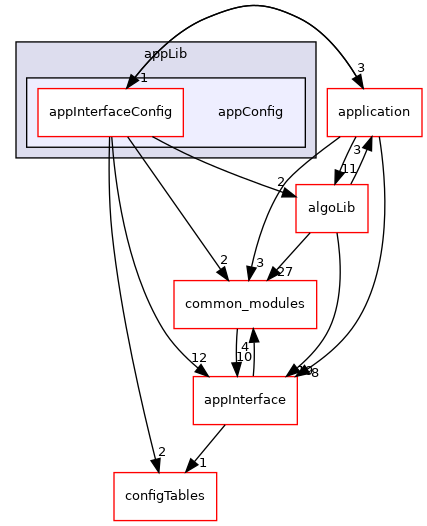 appLib
1
3
appInterfaceConfig
appConfig
application
3
11
2
algoLib
2
3
27
common_modules
4
10
12
8
appInterface
2
1
configTables